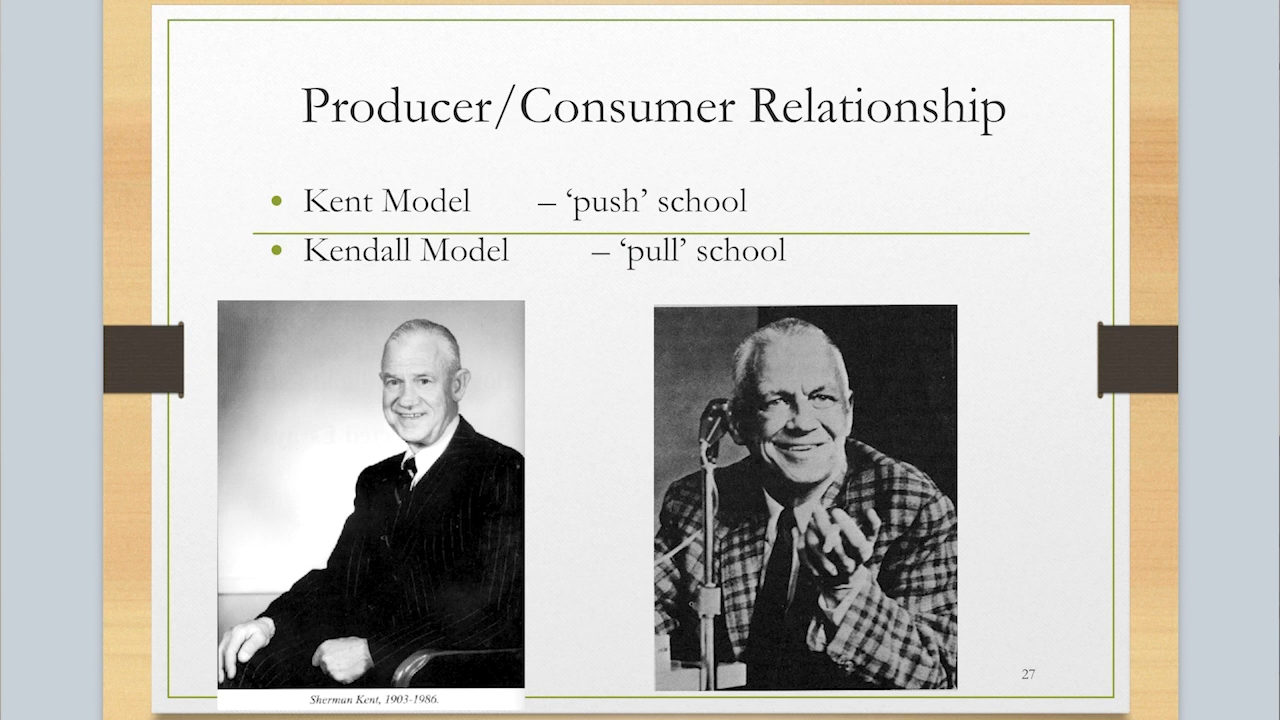 Producer/Consumer Relationship
• Kent Model – ‘push’ school
• Kendall Model – ‘pull’ school
Sherman Kent, 1903-1986.
27